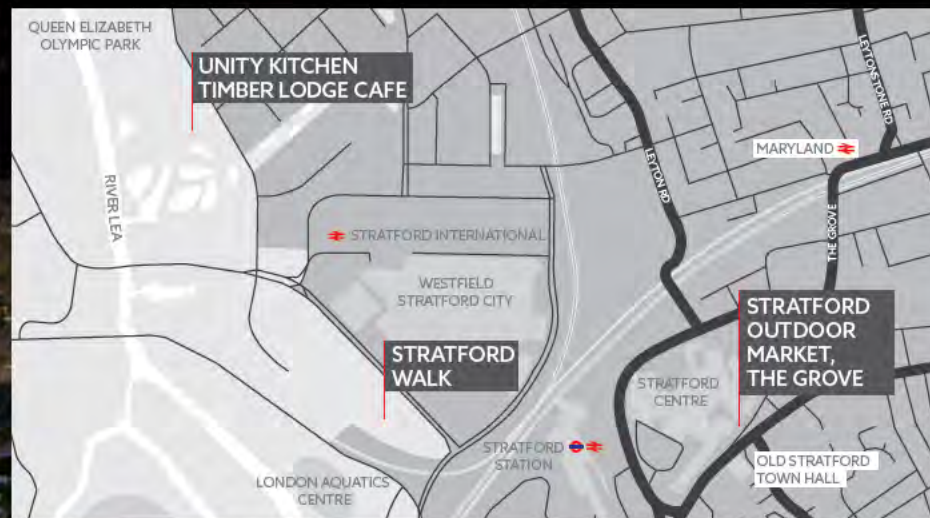 QUEEN ELIZABETH
OLYMPIC PARK
UNITY KITCHEN
TIMBER LODGE CAFE
LEYTONSTONE RD
MARYLAND
RIVER LEA
LEYTON RD
THE GROVE
STRATFORD INTERNATIONAL
WESTFIELD
STRATFORD CITY
STRATFORD
OUTDOOR
MARKET,
THE GROVE
STRATFORD
WALK
STRATFORD
CENTRE
STRATFORD
STATION
OLD STRATFORD
TOWN HALL
LONDON AQUATICS
CENTRE